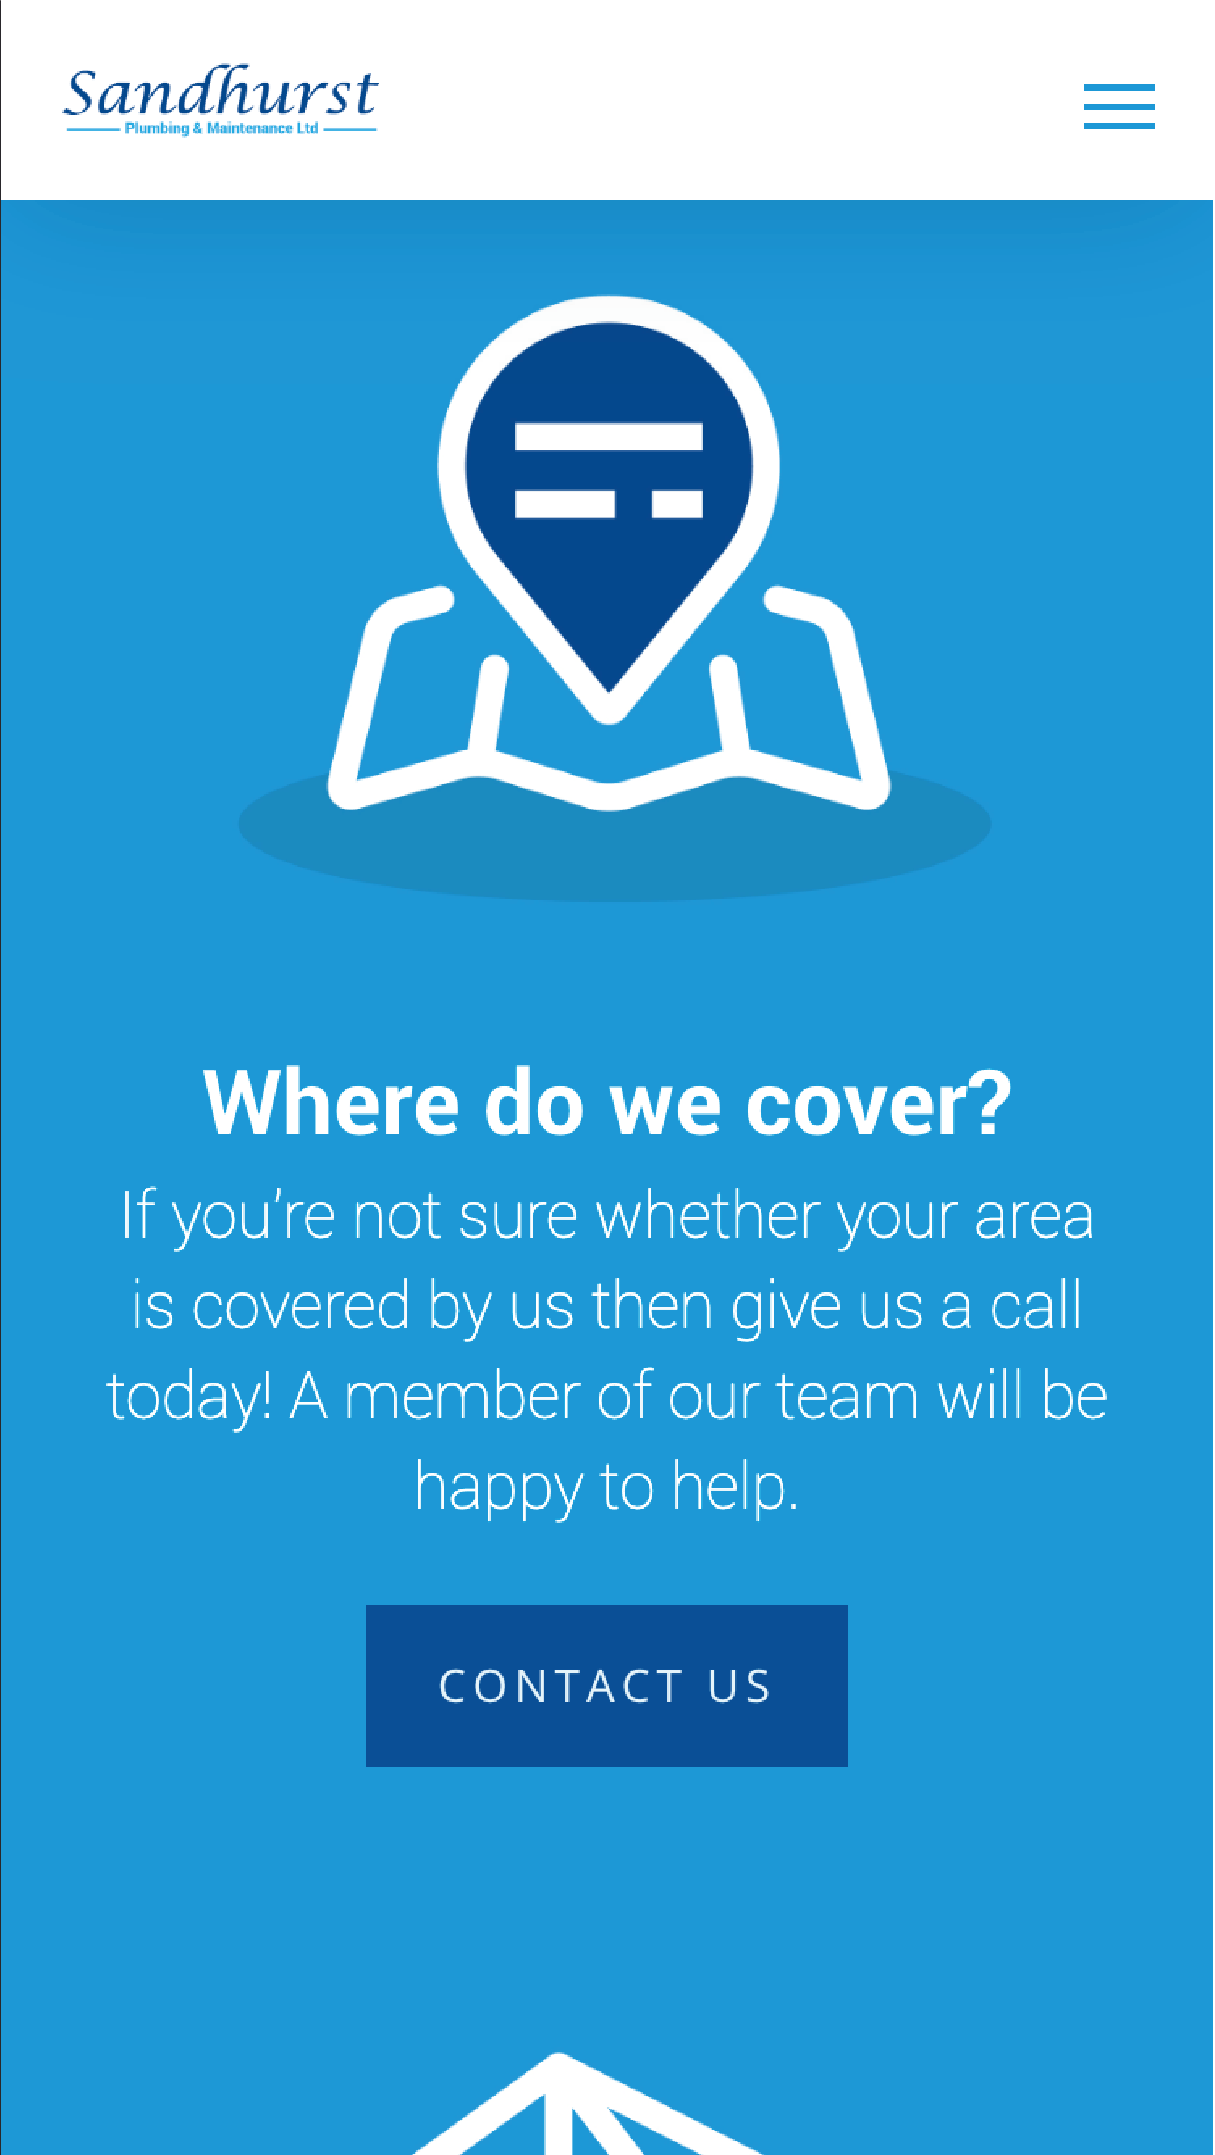 Sandhurst
Plumbing & Maintenance Ltd
Where do we cover?
If you’re not sure whether your area
is covered by us then give us a call
today! A member of our team will be
happy to help.
CONTACT US